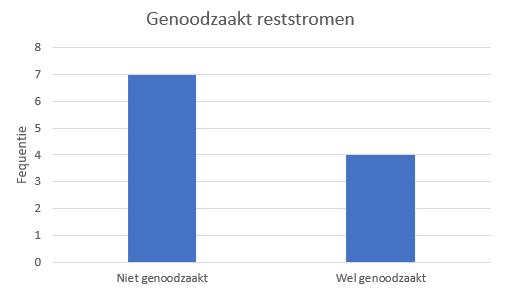 Genoodzaakt reststromen
8
7
6
5
4
3
2
1
0
Fequentie
Niet genoodzaakt
Wel genoodzaakt